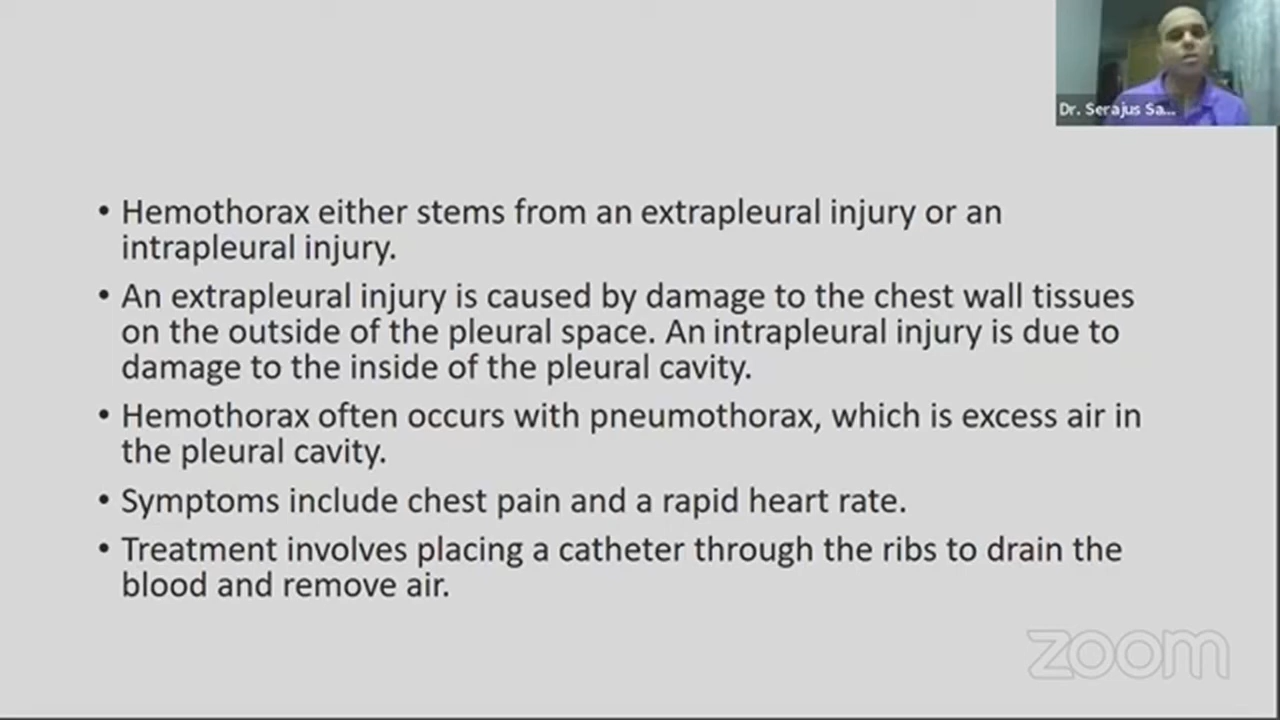 Dr. Serajus Sa...
• Hemothorax either stems from an extrapleural injury or an
intrapleural injury.
• An extrapleural injury is caused by damage to the chest wall tissues
on the outside of the pleural space. An intrapleural injury is due to
damage to the inside of the pleural cavity.
• Hemothorax often occurs with pneumothorax, which is excess air in
the pleural cavity.
• Symptoms include chest pain and a rapid heart rate.
• Treatment involves placing a catheter through the ribs to drain the
blood and remove air.
zoom